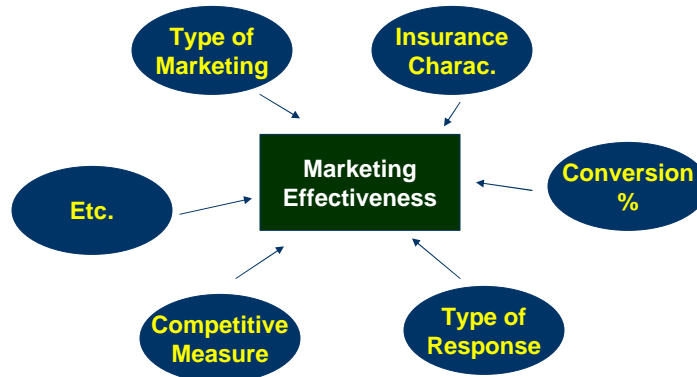 Type of
Marketing
Insurance
Charac.
Marketing
Effectiveness
Conversion
%
Etc.
Competitive
Measure
Type of
Response